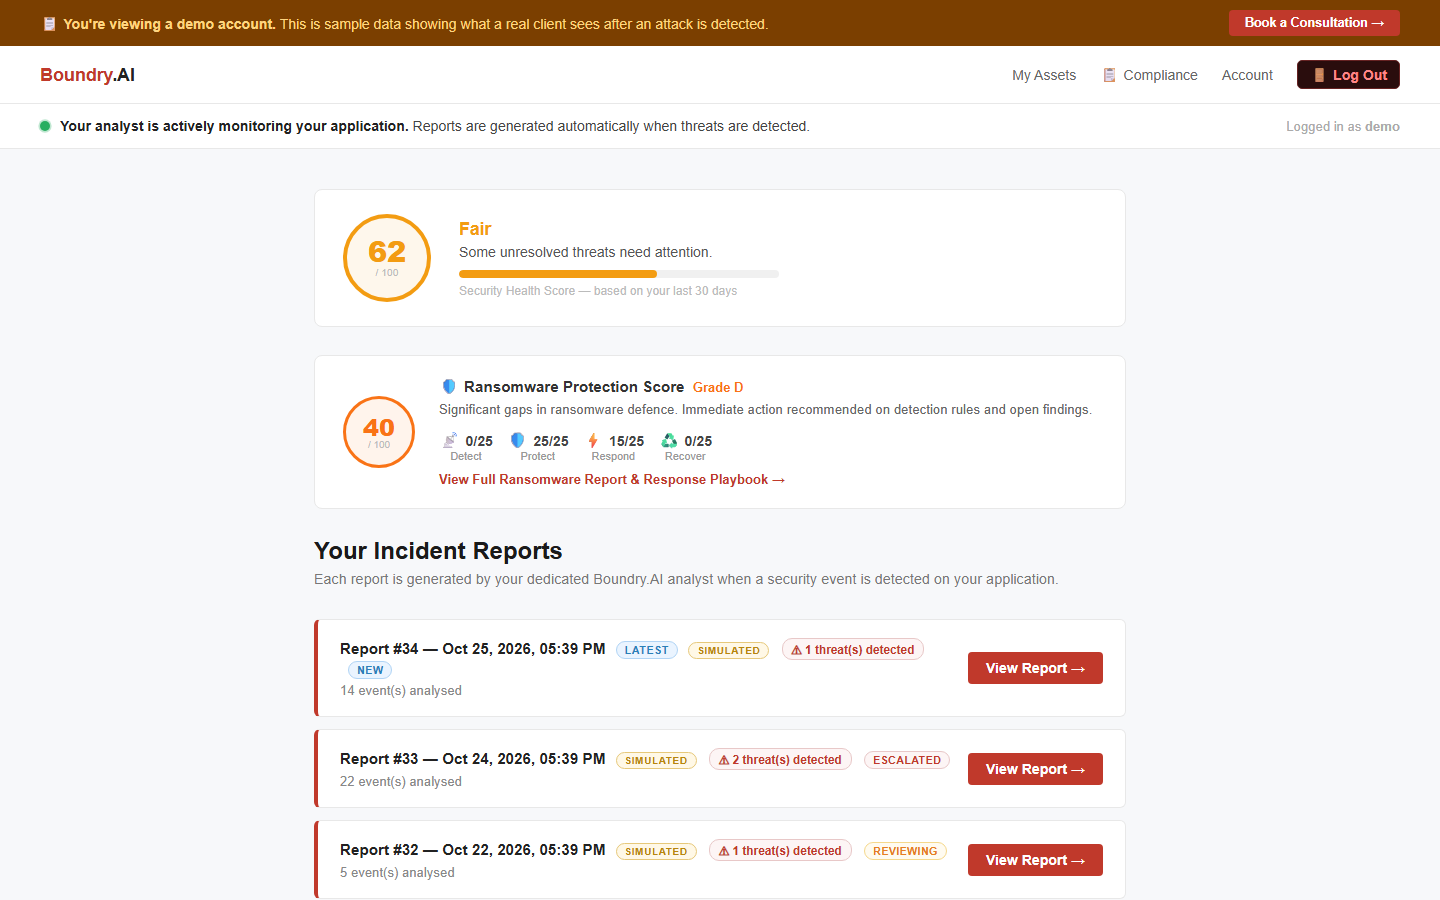 You're viewing a demo account. This is sample data showing what a real client sees after an attack is detected.
Book a Consultation →
Boundry.AI
My Assets
Compliance
Account
Log Out
Your analyst is actively monitoring your application. Reports are generated automatically when threats are detected.
Logged in as demo
62
/ 100
Fair
Some unresolved threats need attention.
Security Health Score — based on your last 30 days
40
/ 100
Ransomware Protection Score Grade D
Significant gaps in ransomware defence. Immediate action recommended on detection rules and open findings.
0/25 25/25 15/25 0/25
Detect Protect Respond Recover
View Full Ransomware Report & Response Playbook →
Your Incident Reports
Each report is generated by your dedicated Boundry.AI analyst when a security event is detected on your application.
Report #34 — Oct 25, 2026, 05:39 PM LATEST SIMULATED ⚠ 1 threat(s) detected
NEW
14 event(s) analysed
View Report →
Report #33 — Oct 24, 2026, 05:39 PM SIMULATED ⚠ 2 threat(s) detected ESCALATED
22 event(s) analysed
View Report →
Report #32 — Oct 22, 2026, 05:39 PM SIMULATED ⚠ 1 threat(s) detected REVIEWING
5 event(s) analysed
View Report →